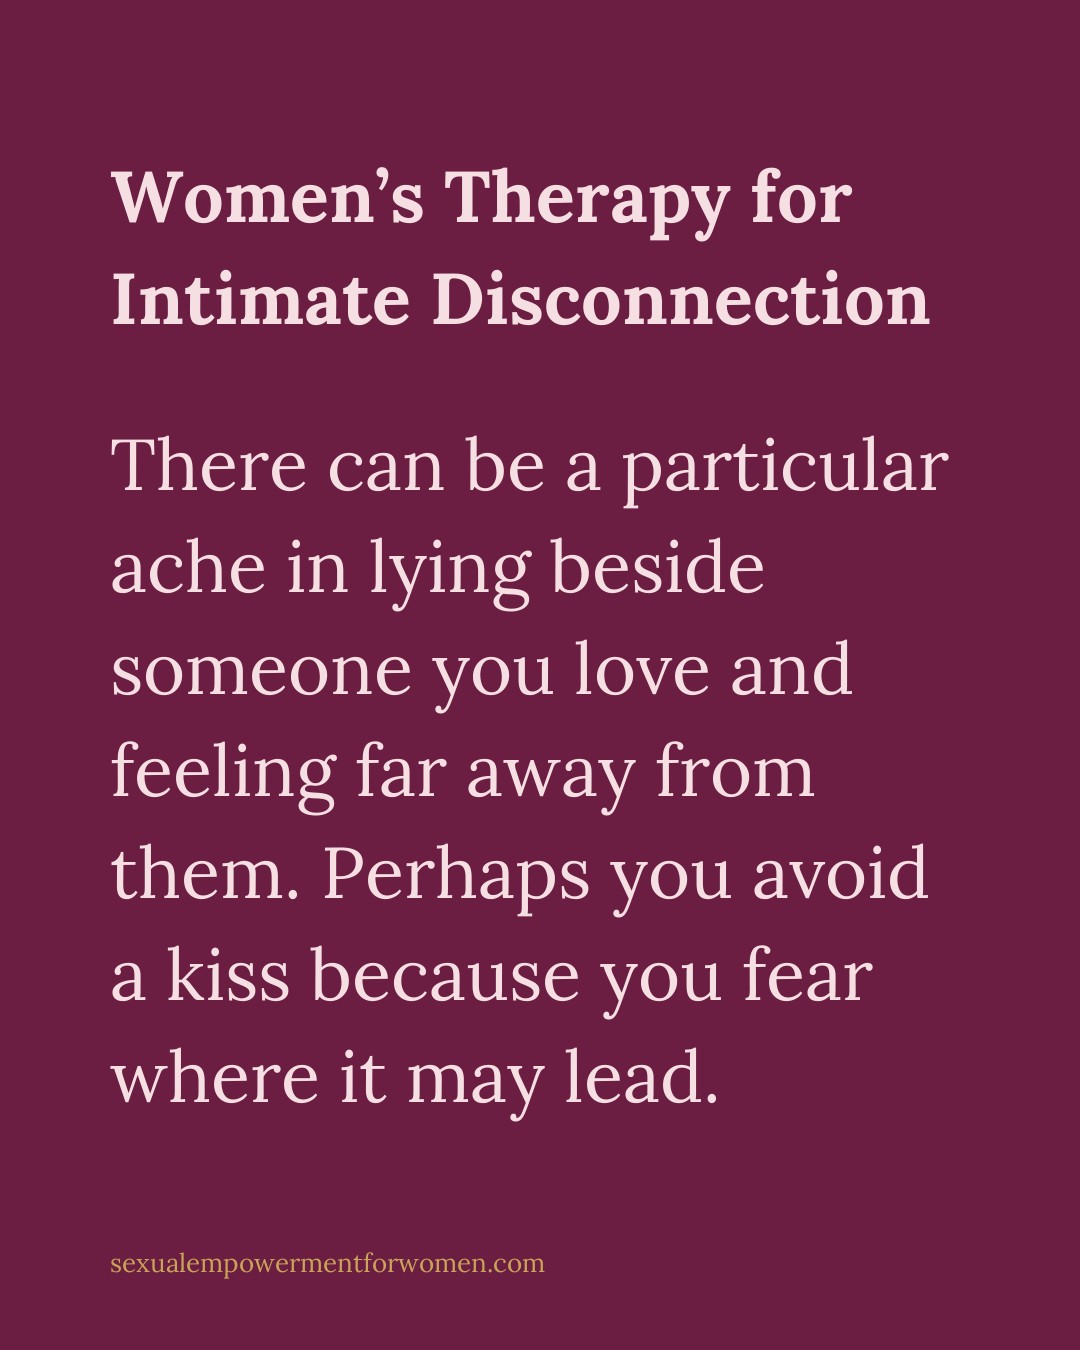 Women’s Therapy for
Intimate Disconnection
There can be a particular
ache in lying beside
someone you love and
feeling far away from
them. Perhaps you avoid
a kiss because you fear
where it may lead.
sexualempowermentforwomen.com